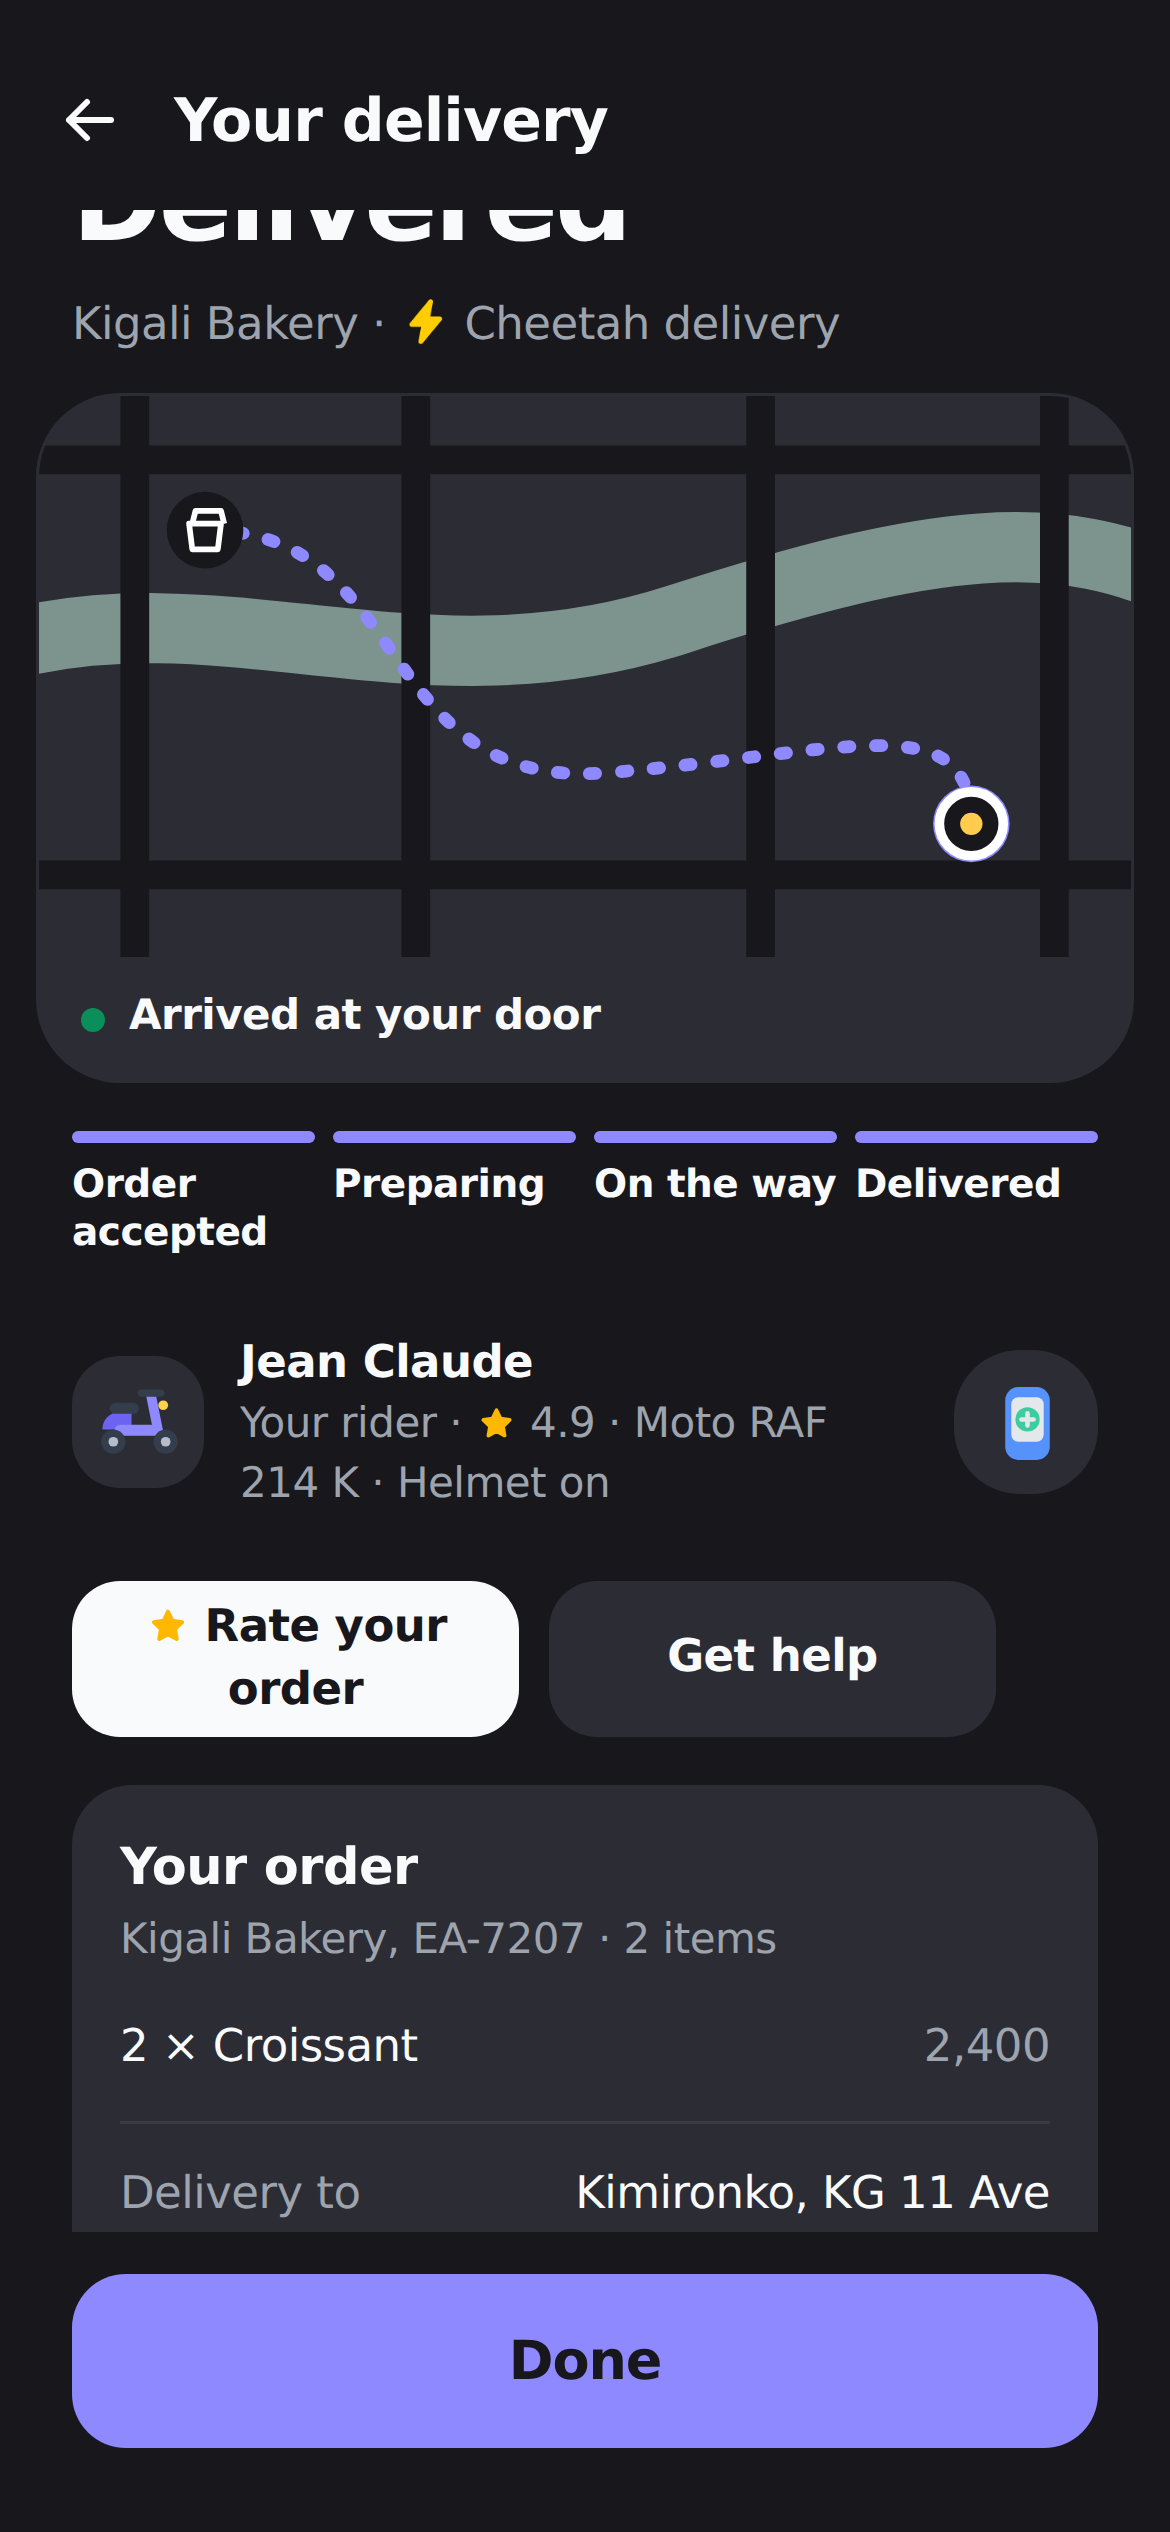 Your delivery
Delivered
Kigali Bakery · Cheetah delivery
Arrived at your door
Order accepted
Preparing
On the way
Delivered
Jean Claude
Your rider · 4.9 · Moto RAF
214 K · Helmet on
Rate your
order
Get help
Your order
Kigali Bakery, EA-7207 · 2 items
2 × Croissant 2,400
Delivery to Kimironko, KG 11 Ave
Done